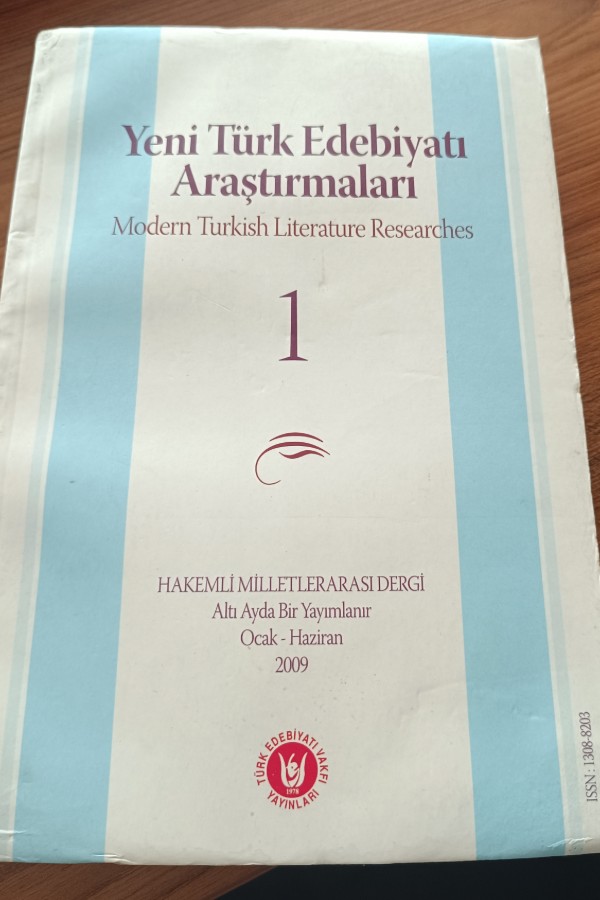 Yeni Türk Edebiyatı
Araştırmaları
Modern Turkish Literature Researches
1
HAKEMLİ MİLLETLERARASI DERGİ
Altı Ayda Bir Yayımlanır
Ocak - Haziran
2009
TÜRK EDEBİYATI VAKFI
1978
YAYINLARI
ISSN : 1308-8203